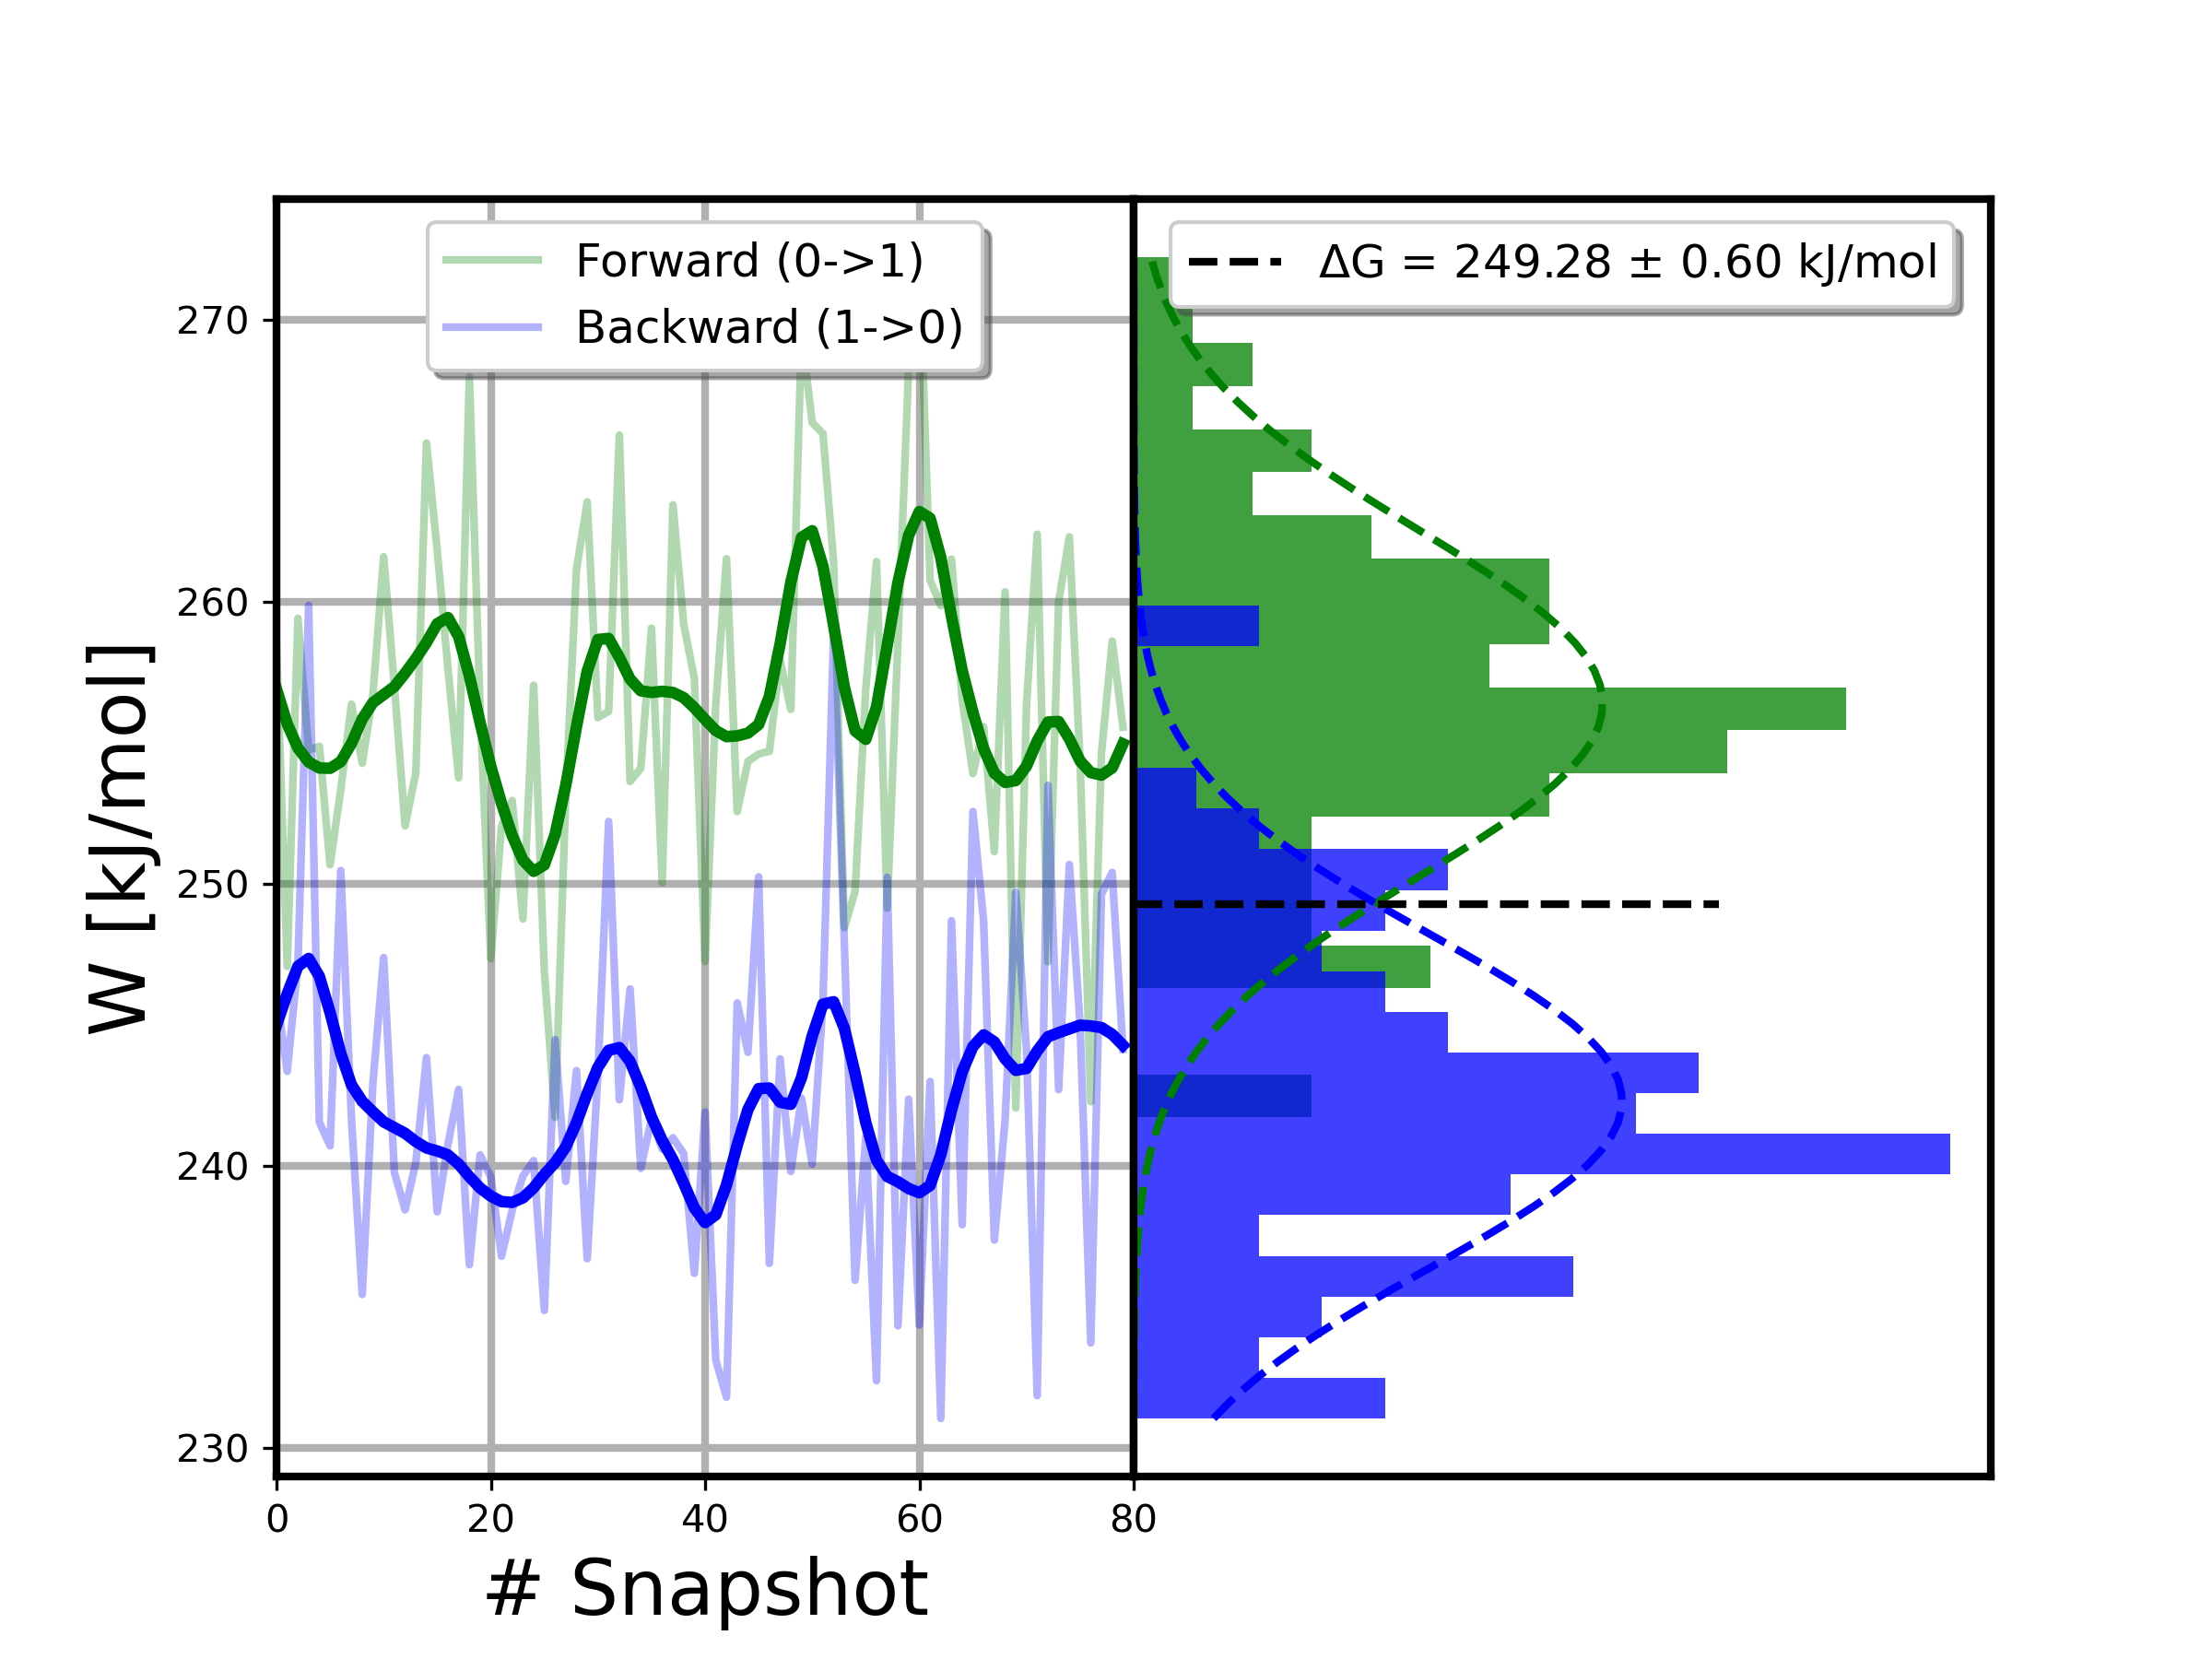 Forward (0->1)
Backward (1->0)
ΔG = 249.28 ± 0.60 kJ/mol
W [kJ/mol]
270
260
250
240
230
0 20 40 60 80
# Snapshot